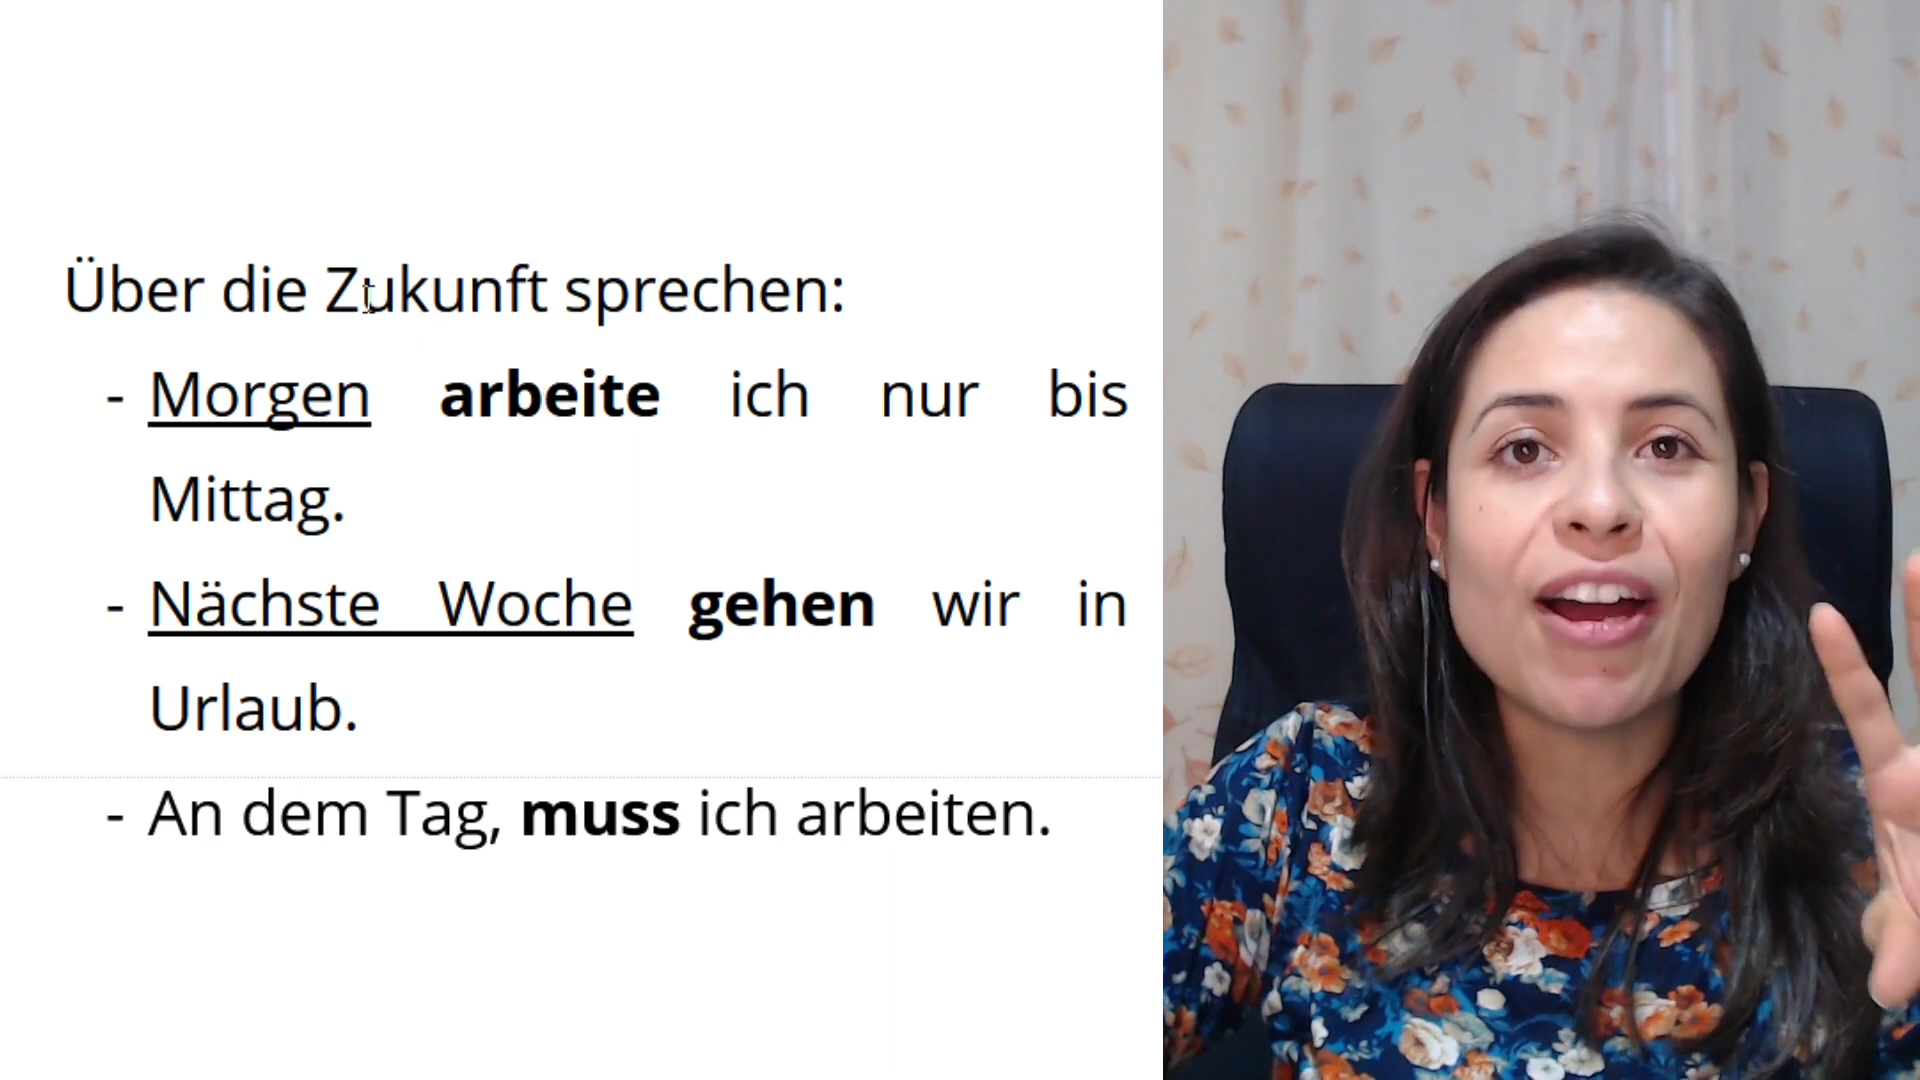 Über die Zukunft sprechen:
- Morgen arbeite ich nur bis
Mittag.
- Nächste Woche gehen wir in
Urlaub.
- An dem Tag, muss ich arbeiten.